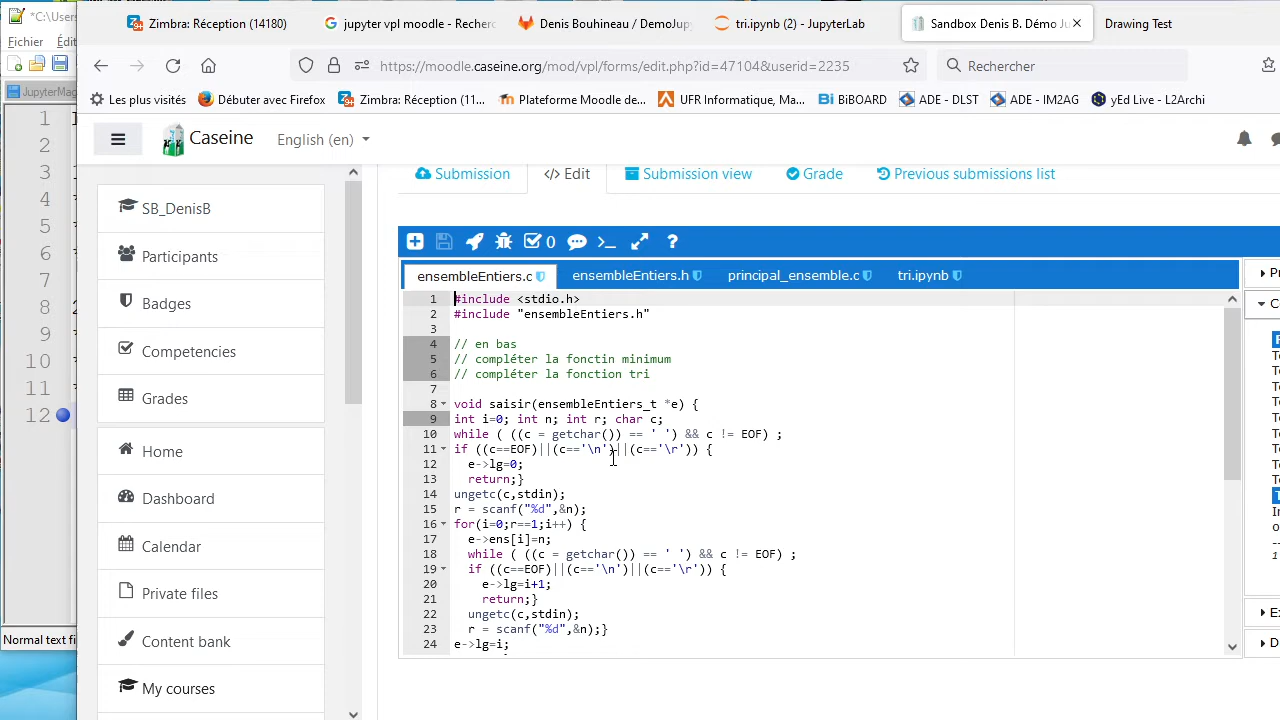 *C:\Users
Zimbra: Réception (14180)
jupyter vpl moodle - Recherc
Denis Bouhineau / DemoJup
tri.ipynb (2) - JupyterLab
Sandbox Denis B. Démo Ju
Drawing Test
Fichier Édit
https://moodle.caseine.org/mod/vpl/forms/edit.php?id=47104&userid=2235
Rechercher
JupyterMag
Les plus visités
Débuter avec Firefox
Zimbra: Réception (11...
Plateforme Moodle de...
UFR Informatique, Ma...
BiBOARD
ADE - DLST
ADE - IM2AG
yEd Live - L2Archi
Caseine
English (en)
Submission
</> Edit
Submission view
Grade
Previous submissions list
SB_DenisB
Participants
Badges
Competencies
Grades
Home
Dashboard
Calendar
Private files
Content bank
My courses
0
ensembleEntiers.c
ensembleEntiers.h
principal_ensemble.c
tri.ipynb
1 #include <stdio.h>
2 #include "ensembleEntiers.h"
3
4 // en bas
5 // compléter la fonctin minimum
6 // compléter la fonction tri
7
8 void saisir(ensembleEntiers_t *e) {
9 int i=0; int n; int r; char c;
10 while ( ((c = getchar()) == ' ') && c != EOF) ;
11 if ((c==EOF)||(c=='\n')||(c=='\r')) {
12 e->lg=0;
13 return;}
14 ungetc(c,stdin);
15 r = scanf("%d",&n);
16 for(i=0;r==1;i++) {
17 e->ens[i]=n;
18 while ( ((c = getchar()) == ' ') && c != EOF) ;
19 if ((c==EOF)||(c=='\n')||(c=='\r')) {
20 e->lg=i+1;
21 return;}
22 ungetc(c,stdin);
23 r = scanf("%d",&n);}
24 e->lg=i;
1
2
3
4
5
6
7
8
9
10
11
12
Normal text fi